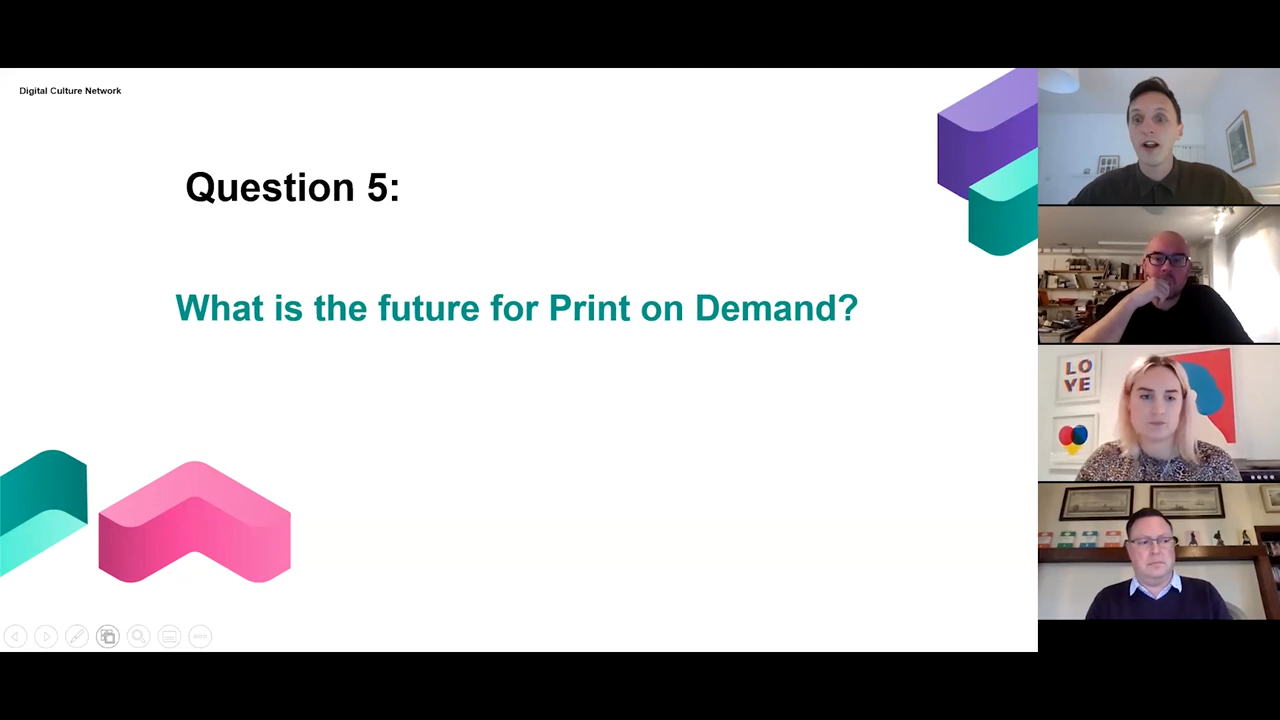 Digital Culture Network
Question 5:
What is the future for Print on Demand?
LO
VE